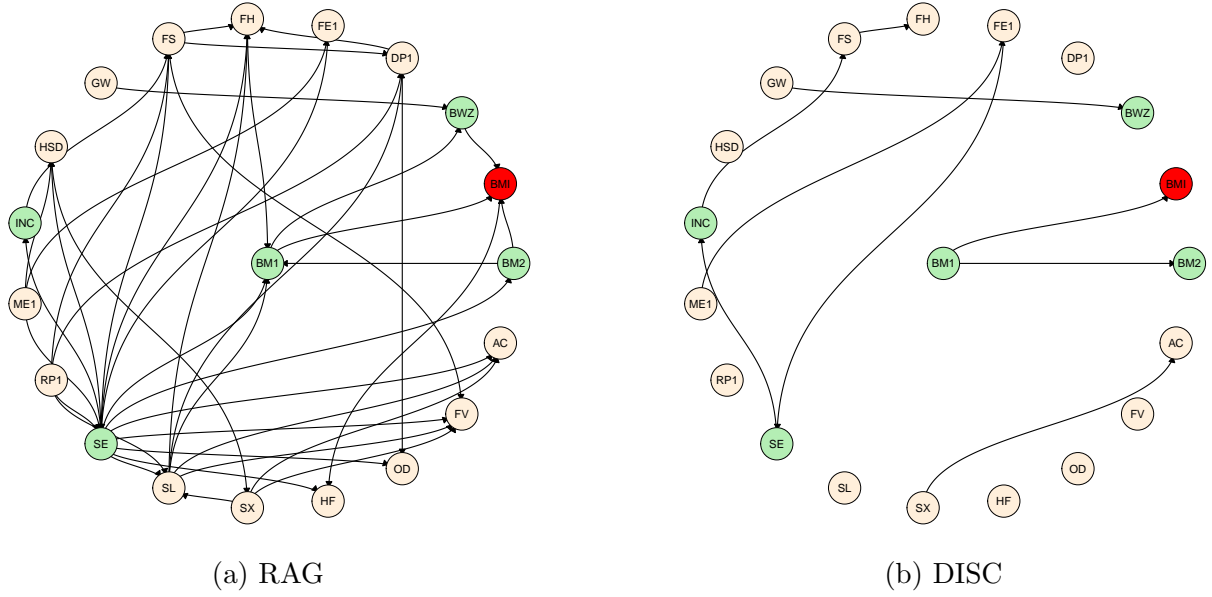 FH
FS
FE1
DP1
GW
BWZ
HSD
BMI
INC
BM1
BM2
ME1
AC
RP1
FV
SE
OD
SL
HF
SX
(a) RAG
FH
FS
FE1
DP1
GW
BWZ
HSD
BMI
INC
BM1
BM2
ME1
AC
RP1
FV
SE
OD
SL
HF
SX
(b) DISC